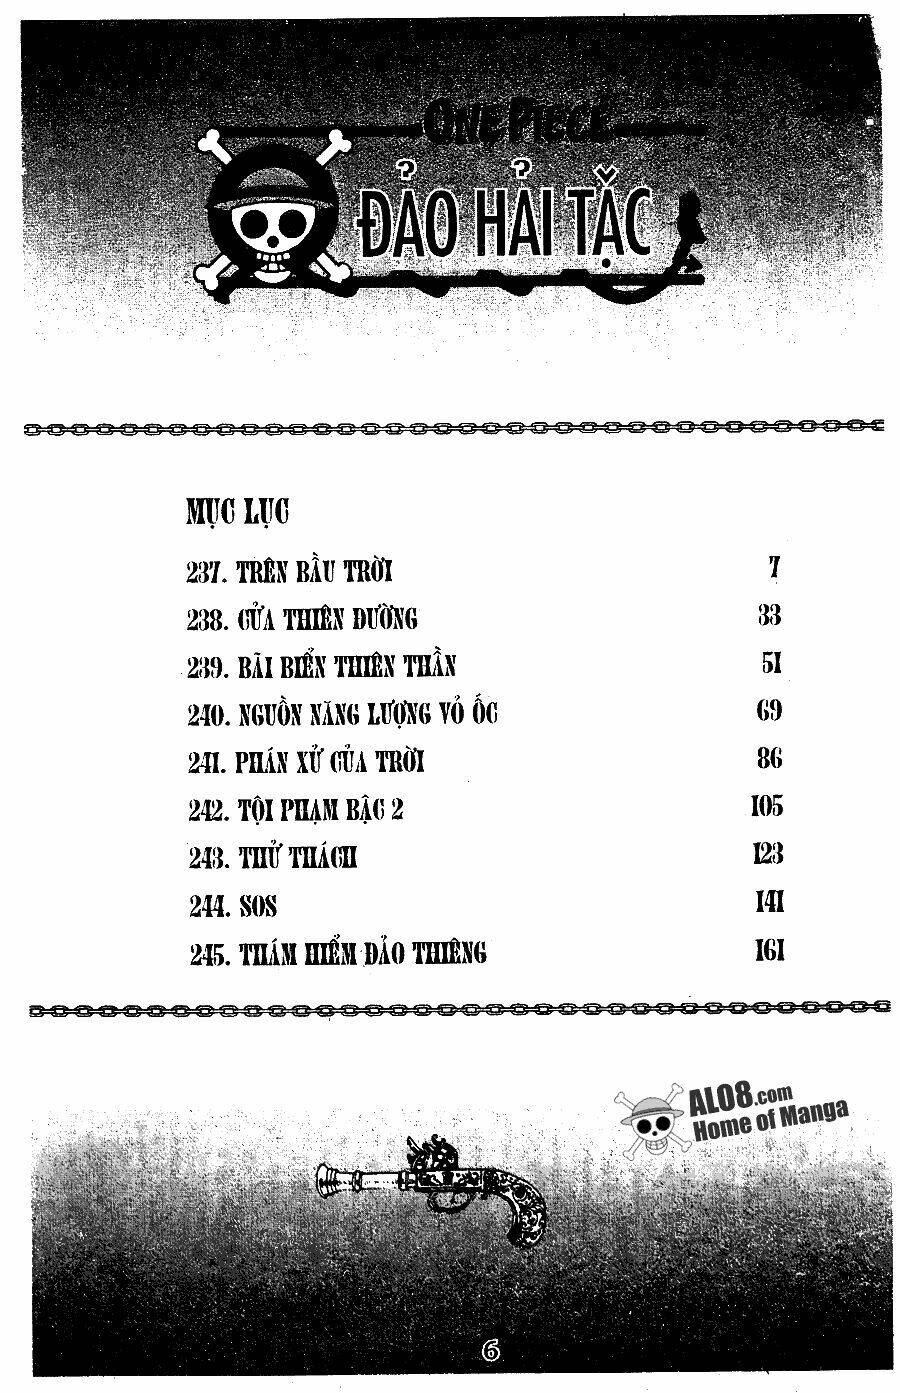 ONE PIECE
ĐẢO HẢI TẶC
MỤC LỤC
237. TRÊN BẦU TRỜI 7
238. CỬA THIÊN ĐƯỜNG 33
239. BÃI BIỂN THIÊN THẦN 51
240. NGUỒN NĂNG LƯỢNG VỎ ỐC 69
241. PHÁN XỬ CỦA TRỜI 86
242. TỘI PHẠM BẬC 2 105
243. THỬ THÁCH 123
244. SOS 141
245. THÁM HIỂM ĐẢO THIÊNG 161
ALO8.com
Home of Manga
6